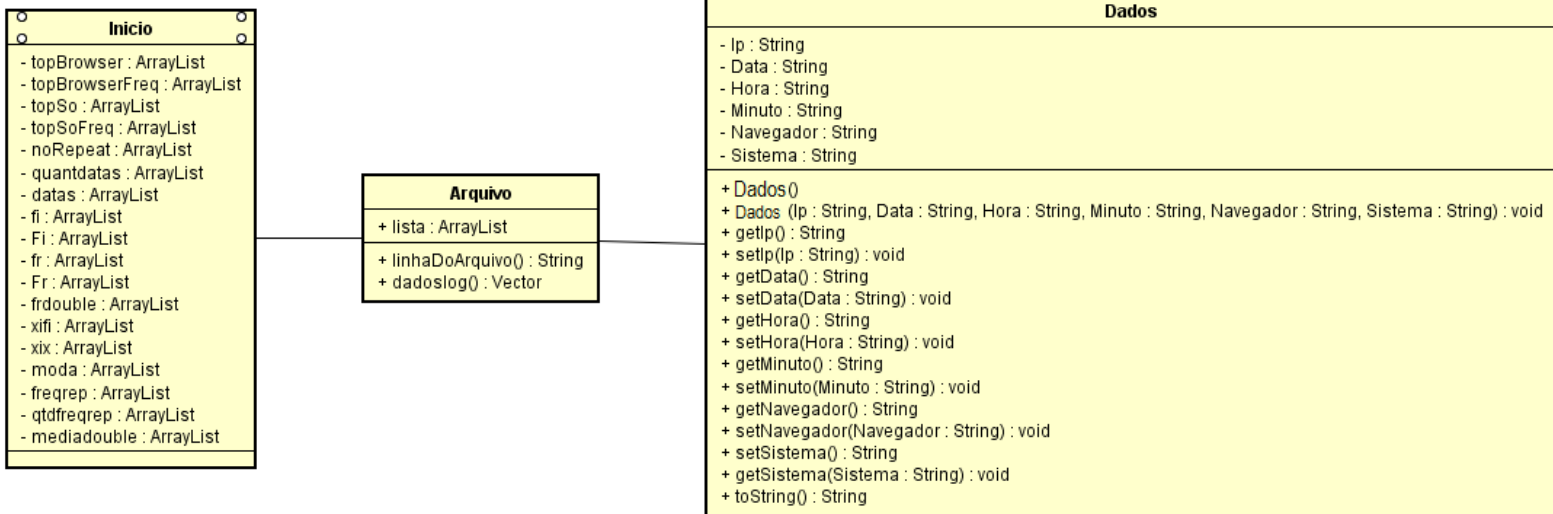 Inicio
- topBrowser : ArrayList
- topBrowserFreq : ArrayList
- topSo : ArrayList
- topSoFreq : ArrayList
- noRepeat : ArrayList
- quantdatas : ArrayList
- datas : ArrayList
- fi : ArrayList
- Fi : ArrayList
- fr : ArrayList
- Fr : ArrayList
- frdouble : ArrayList
- xifi : ArrayList
- xix : ArrayList
- moda : ArrayList
- freqrep : ArrayList
- qtdfreqrep : ArrayList
- mediadouble : ArrayList
Arquivo
+ lista : ArrayList
+ linhaDoArquivo() : String
+ dadoslog() : Vector
Dados
- Ip : String
- Data : String
- Hora : String
- Minuto : String
- Navegador : String
- Sistema : String
+ Dados()
+ Dados (Ip : String, Data : String, Hora : String, Minuto : String, Navegador : String, Sistema : String) : void
+ getIp() : String
+ setIp(Ip : String) : void
+ getData() : String
+ setData(Data : String) : void
+ getHora() : String
+ setHora(Hora : String) : void
+ getMinuto() : String
+ setMinuto(Minuto : String) : void
+ getNavegador() : String
+ setNavegador(Navegador : String) : void
+ setSistema() : String
+ getSistema(Sistema : String) : void
+ toString() : String